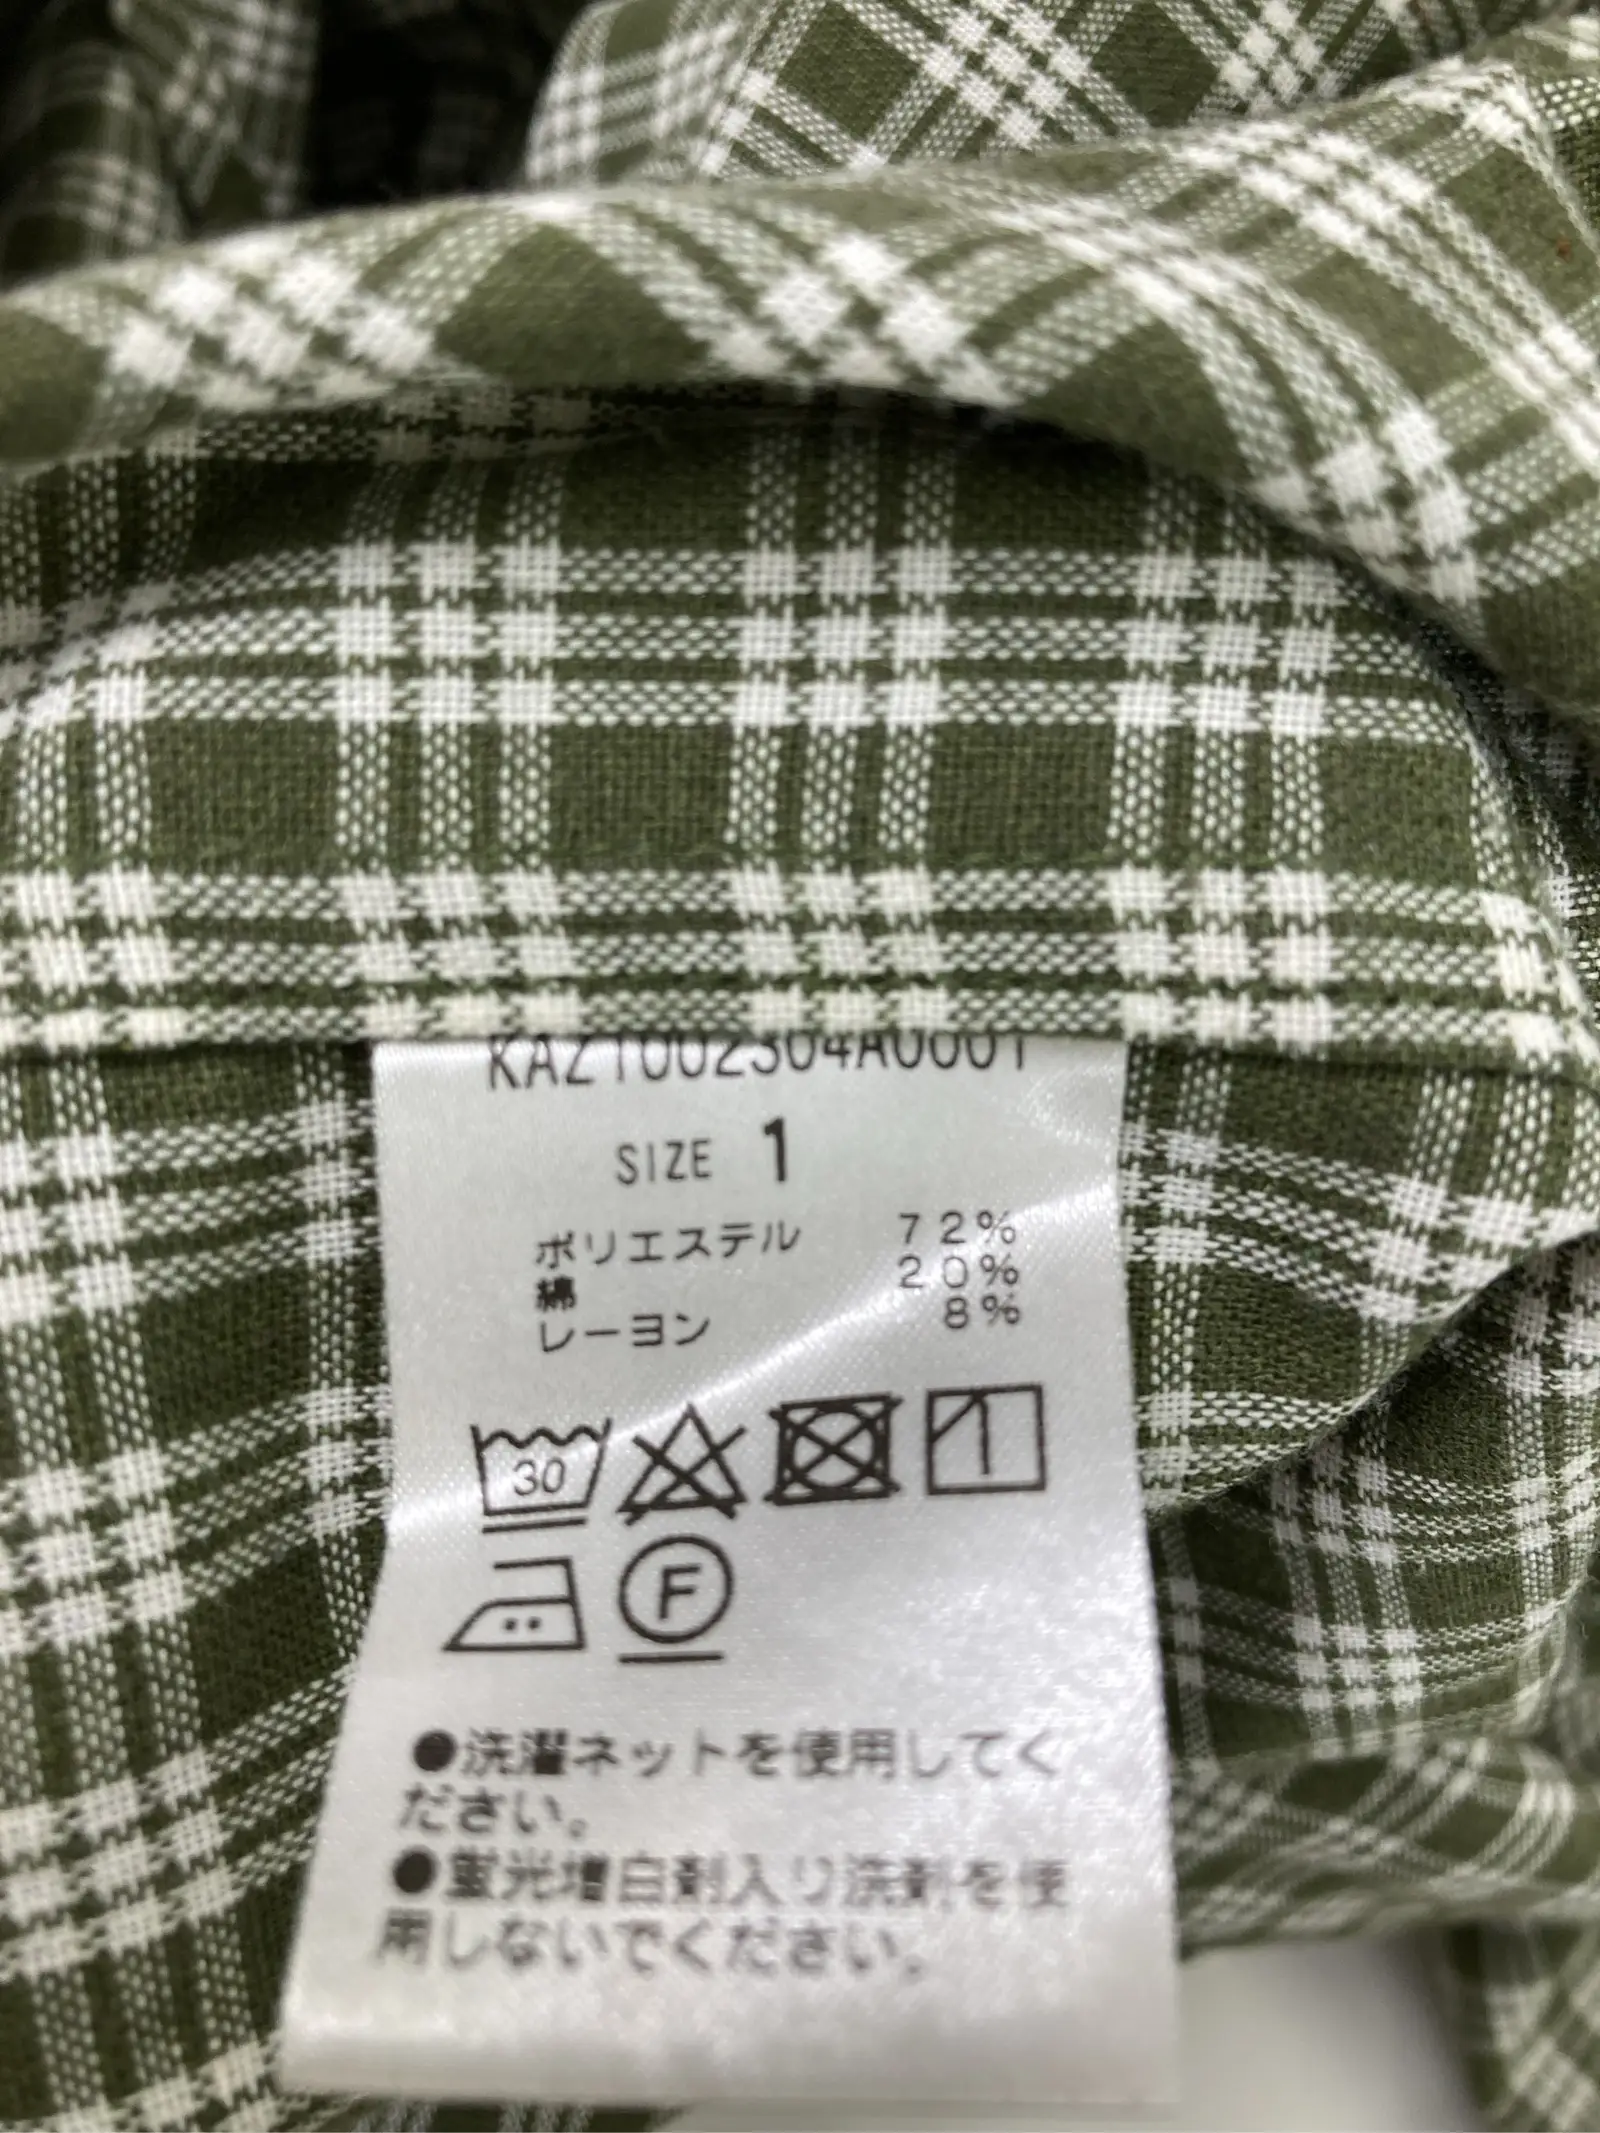 KAZ1002304A0001
SIZE 1
ポリエステル 72%
綿 20%
レーヨン 8%
30
F
●洗濯ネットを使用してく
ださい。
●蛍光増白剤入り洗剤を使
用しないでください。